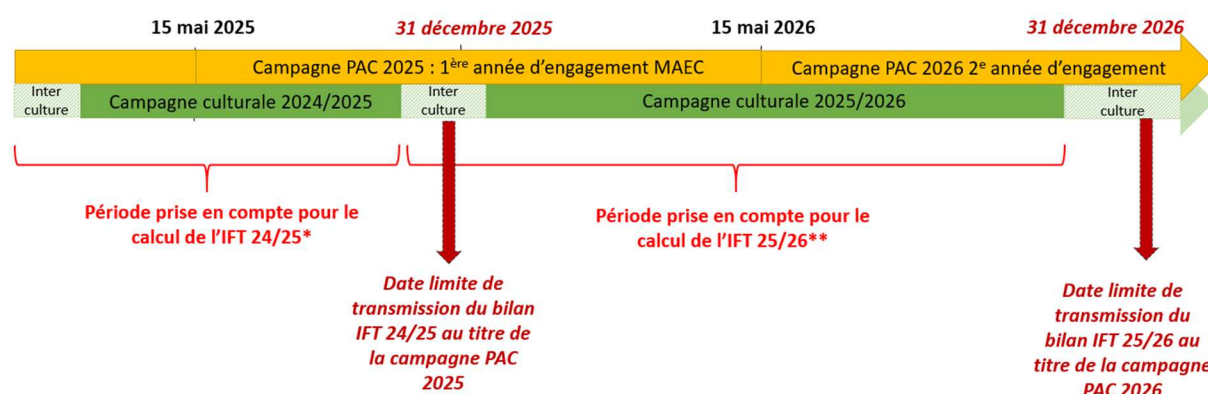 15 mai 2025
31 décembre 2025
15 mai 2026
31 décembre 2026
Campagne PAC 2025 : 1ère année d’engagement MAEC
Campagne PAC 2026 2e année d’engagement
Inter
culture
Campagne culturale 2024/2025
Inter
culture
Campagne culturale 2025/2026
Inter
culture
Période prise en compte pour le
calcul de l’IFT 24/25*
Période prise en compte pour le
calcul de l’IFT 25/26**
Date limite de
transmission du bilan
IFT 24/25 au titre de
la campagne PAC
2025
Date limite de
transmission du
bilan IFT 25/26 au
titre de la campagne
PAC 2026